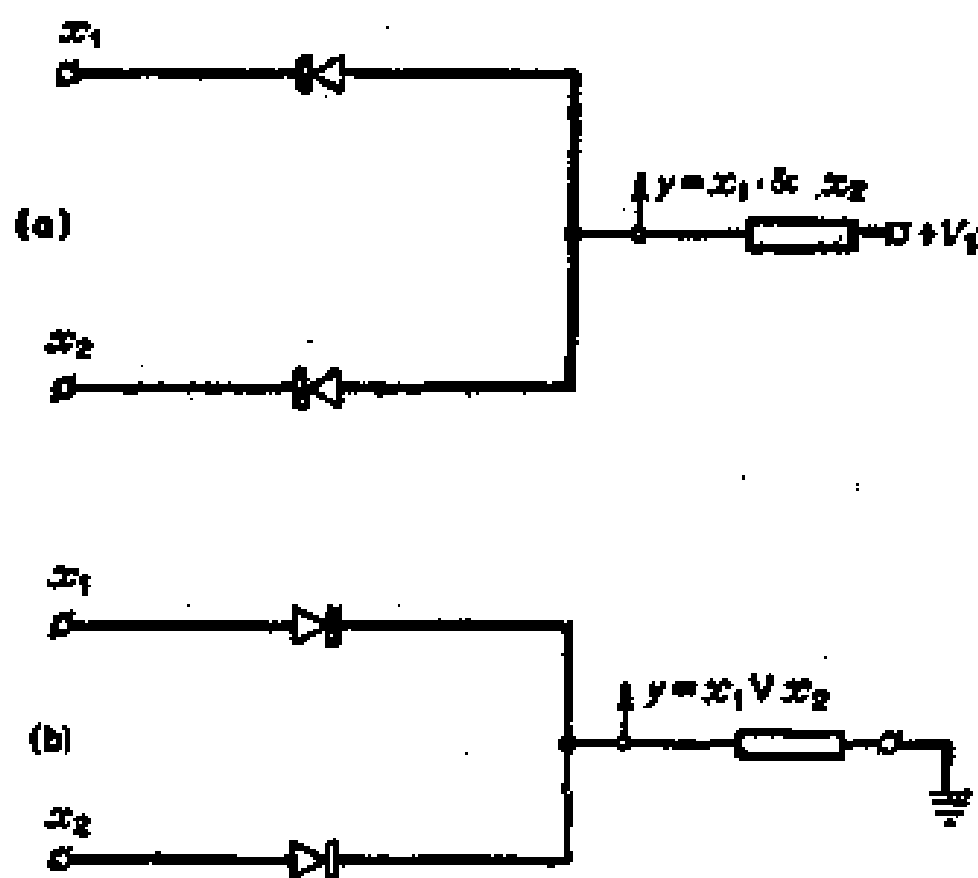 x₁
y = x₁ · & x₂
+V₁
(a)
x₂
x₁
y = x₁ V x₂
(b)
x₂